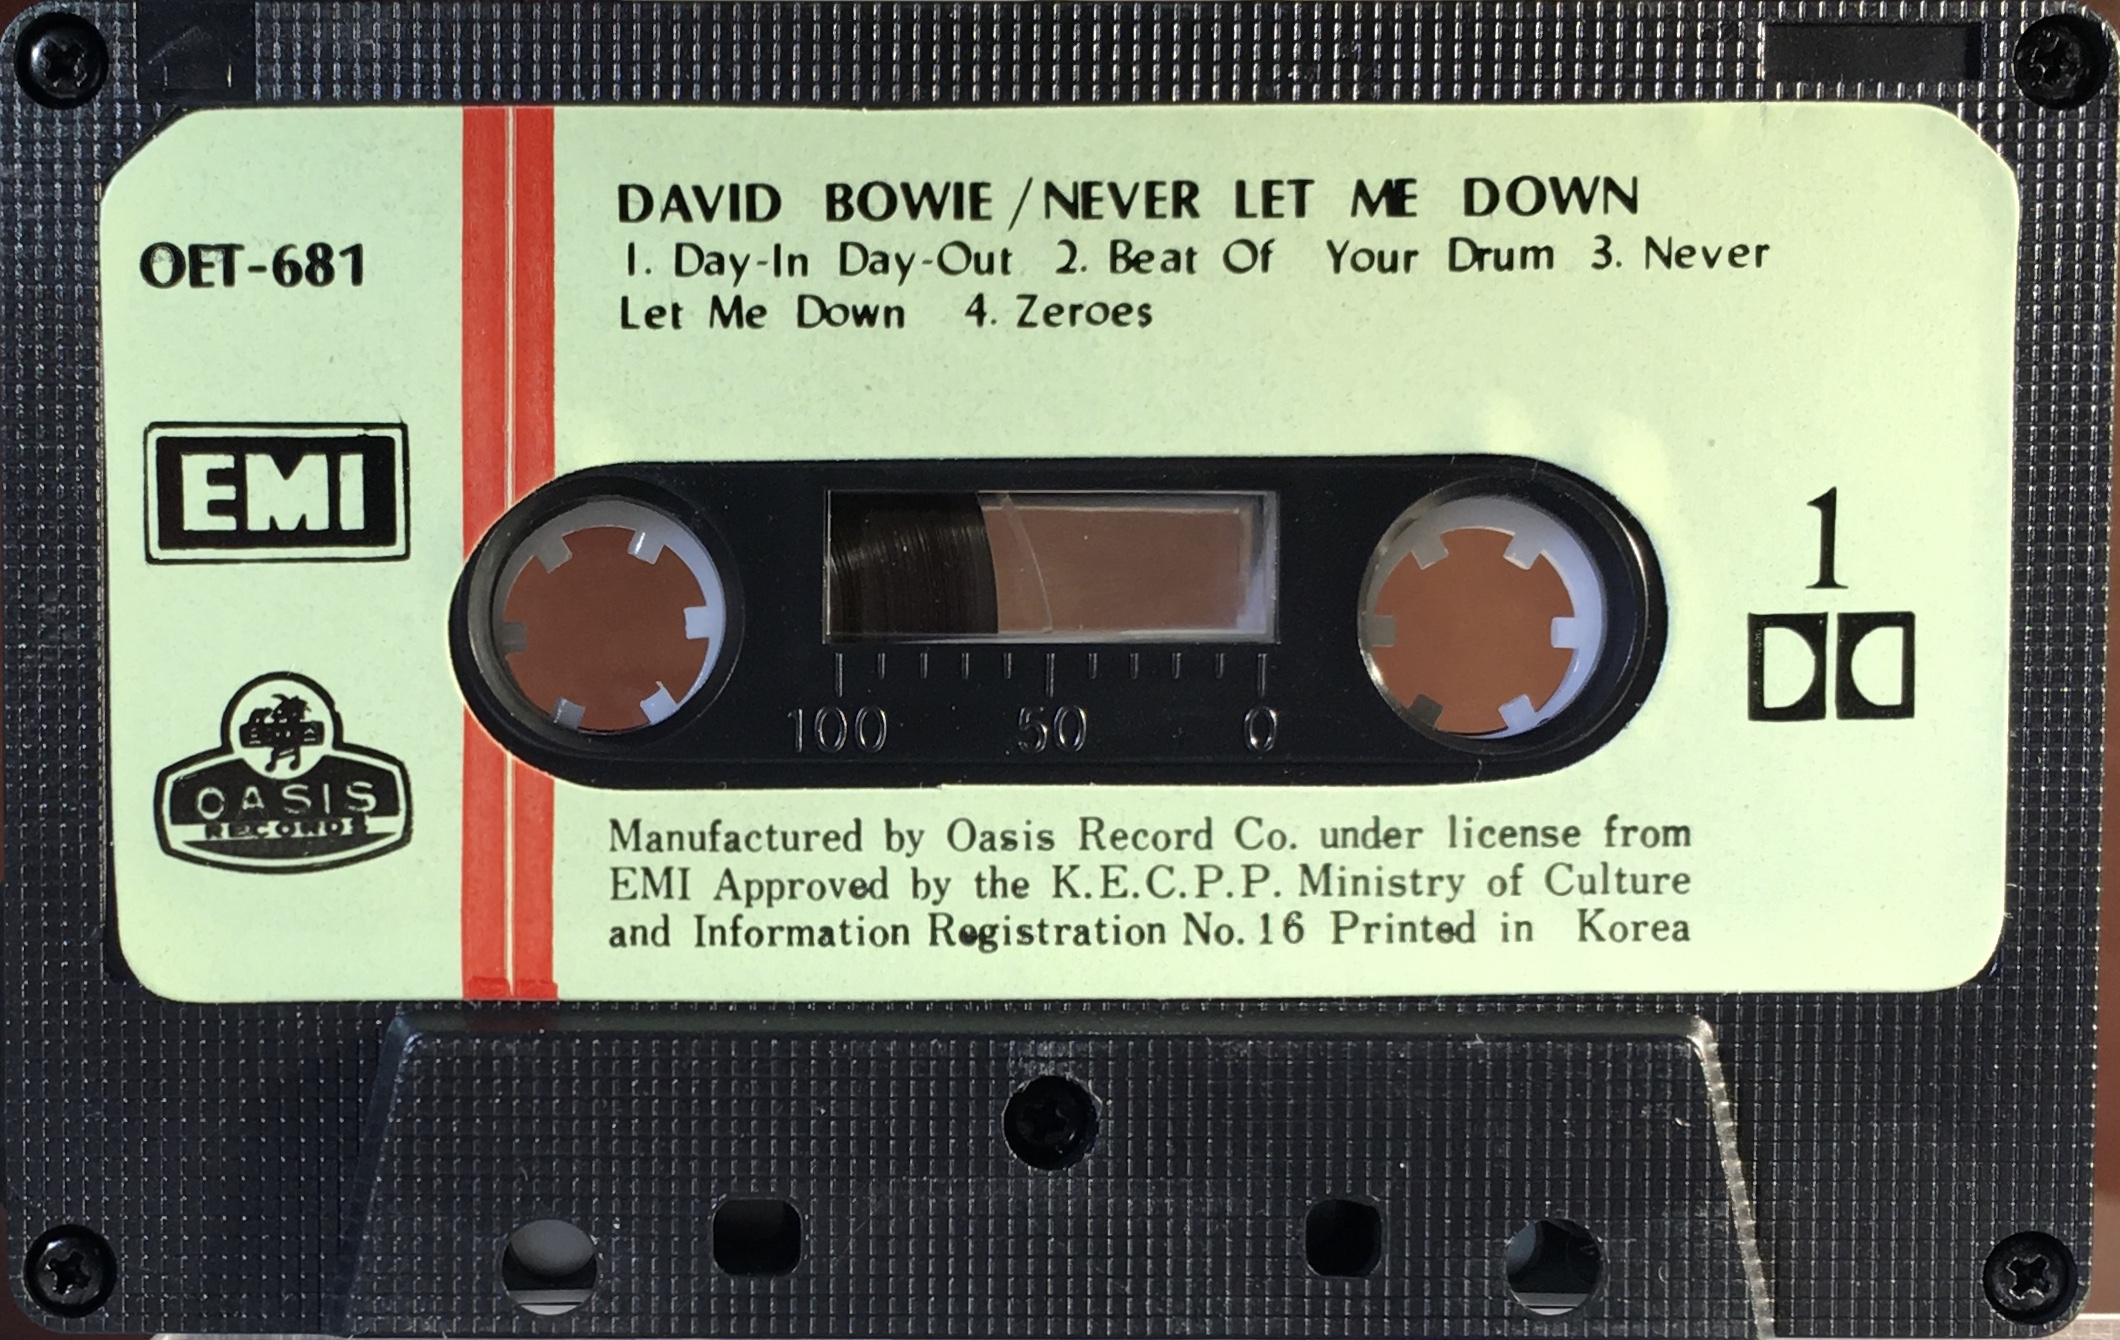 DAVID BOWIE / NEVER LET ME DOWN
1. Day-In Day-Out 2. Beat Of Your Drum 3. Never
Let Me Down 4. Zeroes
OET-681
EMI
OASIS
RECORDS
1
100 50 0
Manufactured by Oasis Record Co. under license from
EMI Approved by the K.E.C.P.P. Ministry of Culture
and Information Registration No. 16 Printed in Korea